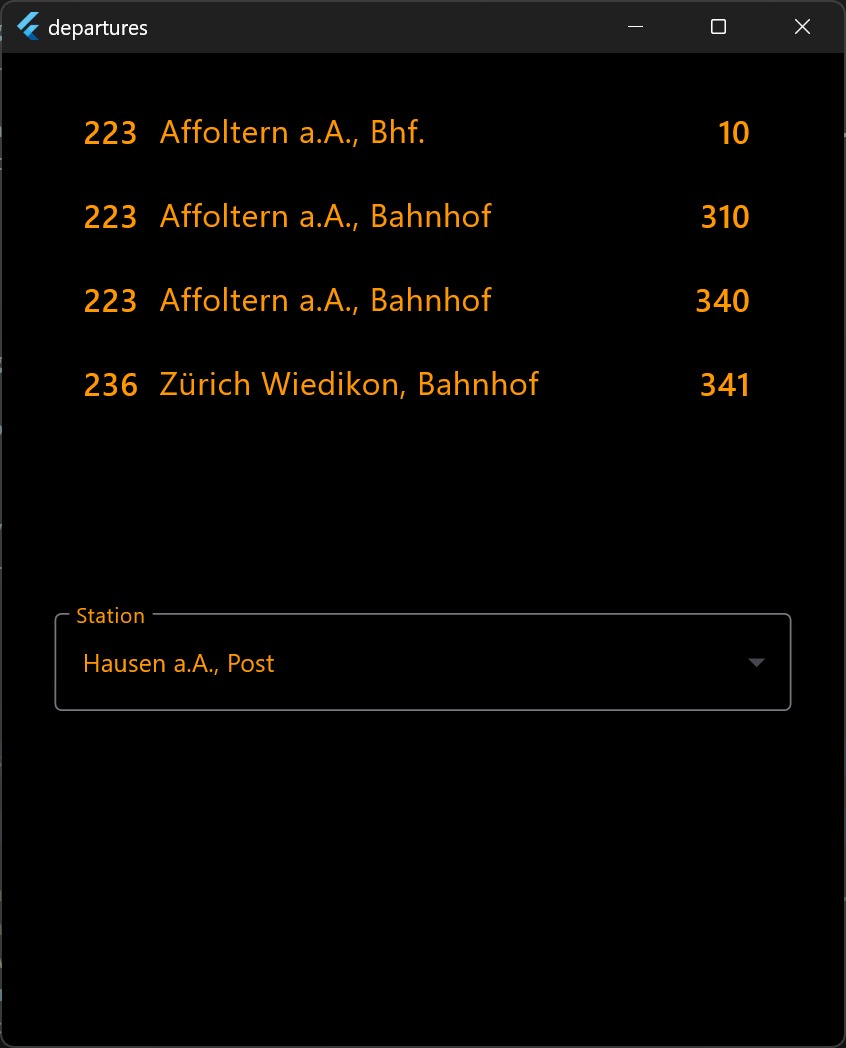 departures
223 Affoltern a.A., Bhf. 10
223 Affoltern a.A., Bahnhof 310
223 Affoltern a.A., Bahnhof 340
236 Zürich Wiedikon, Bahnhof 341
Station
Hausen a.A., Post